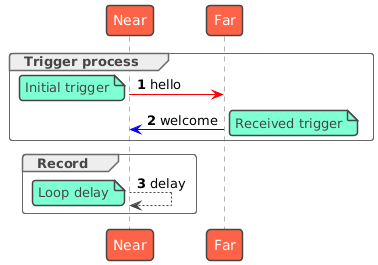 Near Far
Trigger process
Initial trigger 1 hello
2 welcome Received trigger
Record
Loop delay 3 delay
Near Far